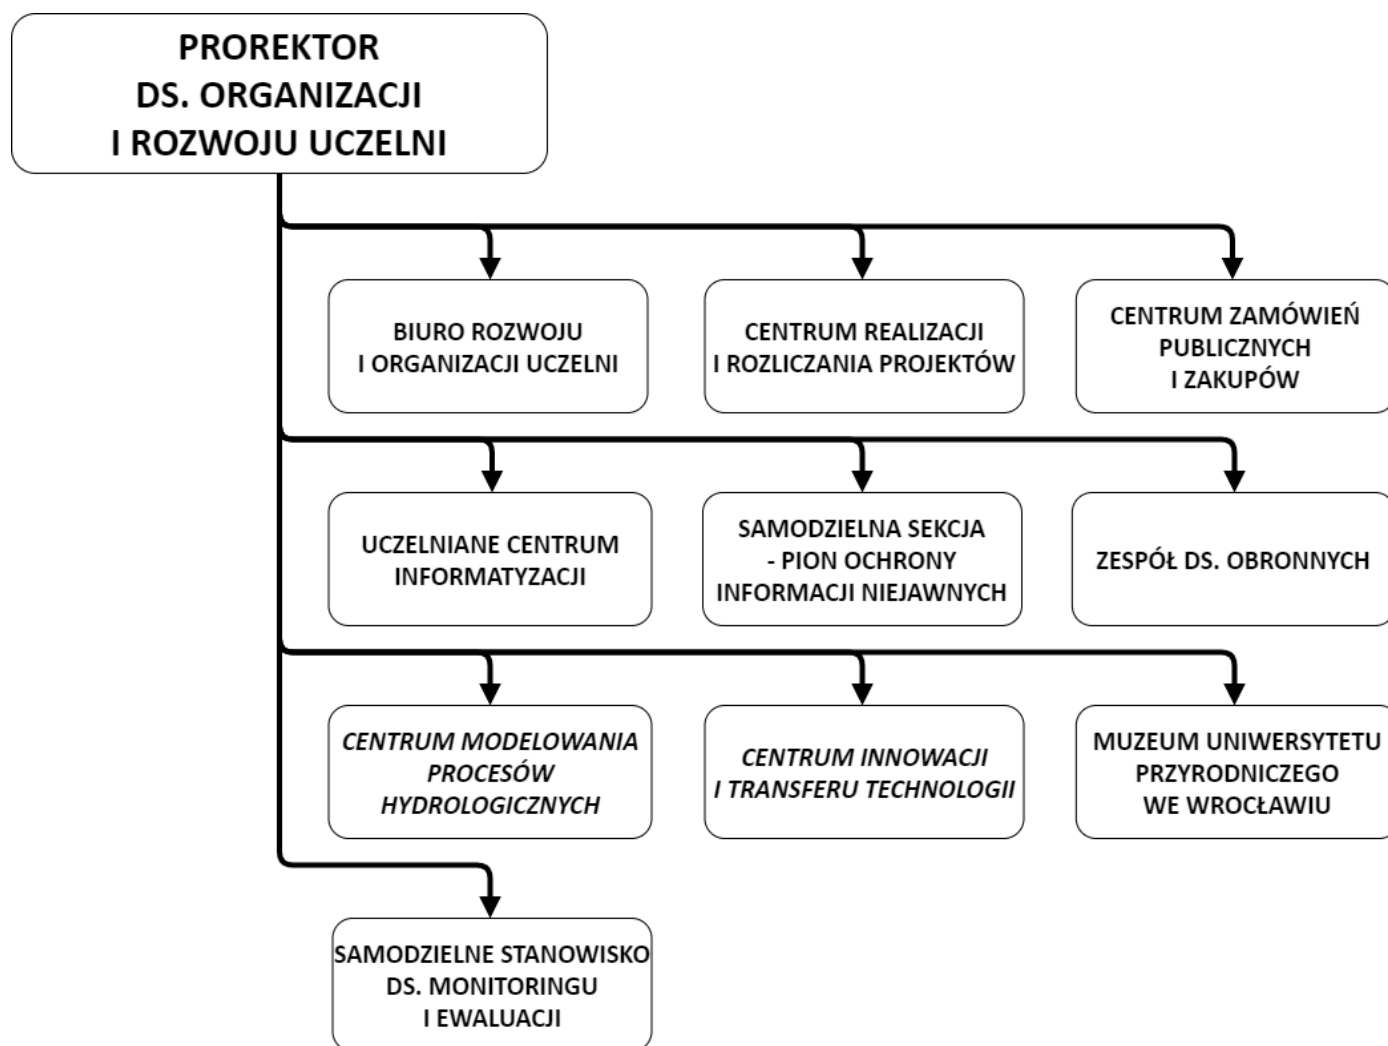 PROREKTOR
DS. ORGANIZACJI
I ROZWOJU UCZELNI
BIURO ROZWOJU
I ORGANIZACJI UCZELNI
CENTRUM REALIZACJI
I ROZLICZANIA PROJEKTÓW
CENTRUM ZAMÓWIEŃ
PUBLICZNYCH
I ZAKUPÓW
UCZELNIANE CENTRUM
INFORMATYZACJI
SAMODZIELNA SEKCJA
- PION OCHRONY
INFORMACJI NIEJAWNYCH
ZESPÓŁ DS. OBRONNYCH
CENTRUM MODELOWANIA
PROCESÓW
HYDROLOGICZNYCH
CENTRUM INNOWACJI
I TRANSFERU TECHNOLOGII
MUZEUM UNIWERSYTETU
PRZYRODNICZEGO
WE WROCŁAWIU
SAMODZIELNE STANOWISKO
DS. MONITORINGU
I EWALUACJI